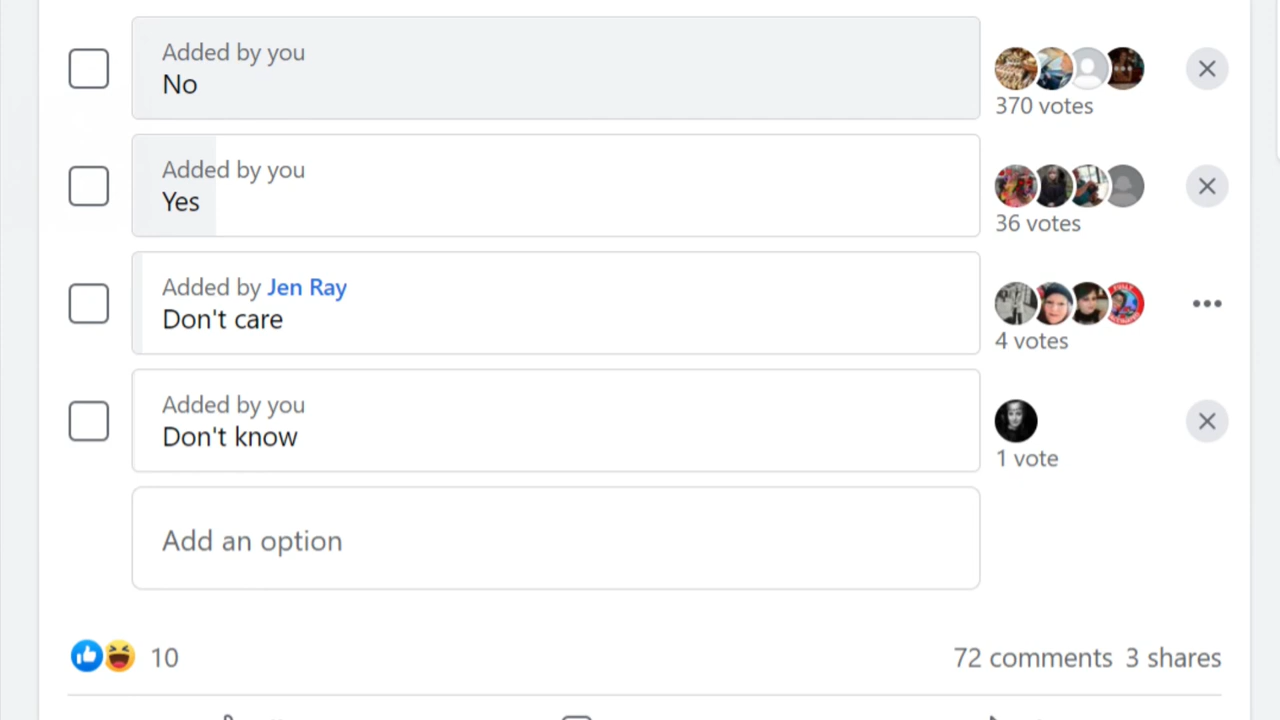 Added by you
No
370 votes
Added by you
Yes
36 votes
Added by Jen Ray
Don't care
4 votes
Added by you
Don't know
1 vote
Add an option
10
72 comments 3 shares